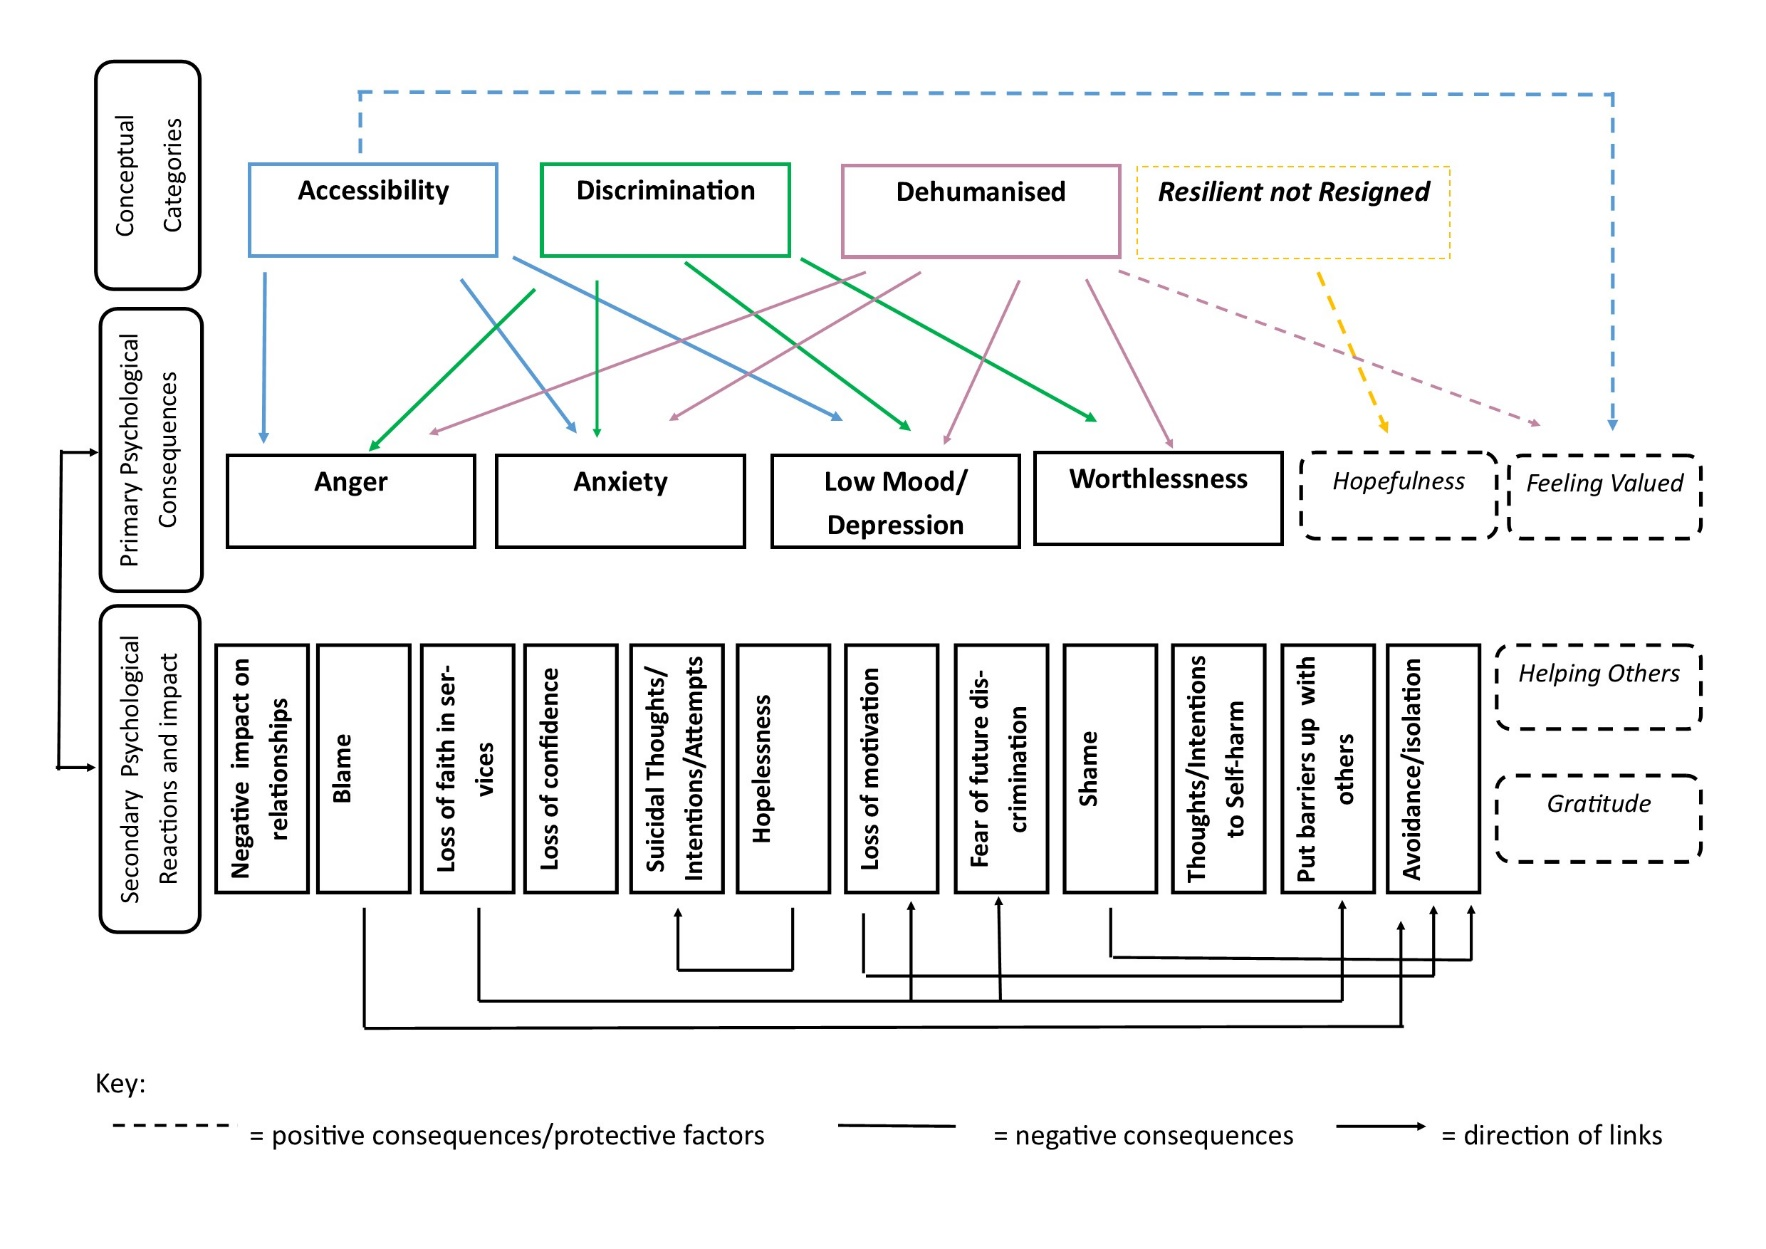 Conceptual
Categories
Accessibility
Discrimination
Dehumanised
Resilient not Resigned
Primary Psychological
Consequences
Anger
Anxiety
Low Mood/
Depression
Worthlessness
Hopefulness
Feeling Valued
Secondary Psychological
Reactions and impact
Negative impact on
relationships
Blame
Loss of faith in ser-
vices
Loss of confidence
Suicidal Thoughts/
Intentions/Attempts
Hopelessness
Loss of motivation
Fear of future dis-
crimination
Shame
Thoughts/Intentions
to Self-harm
Put barriers up with
others
Avoidance/isolation
Helping Others
Gratitude
Key:
= positive consequences/protective factors
= negative consequences
= direction of links